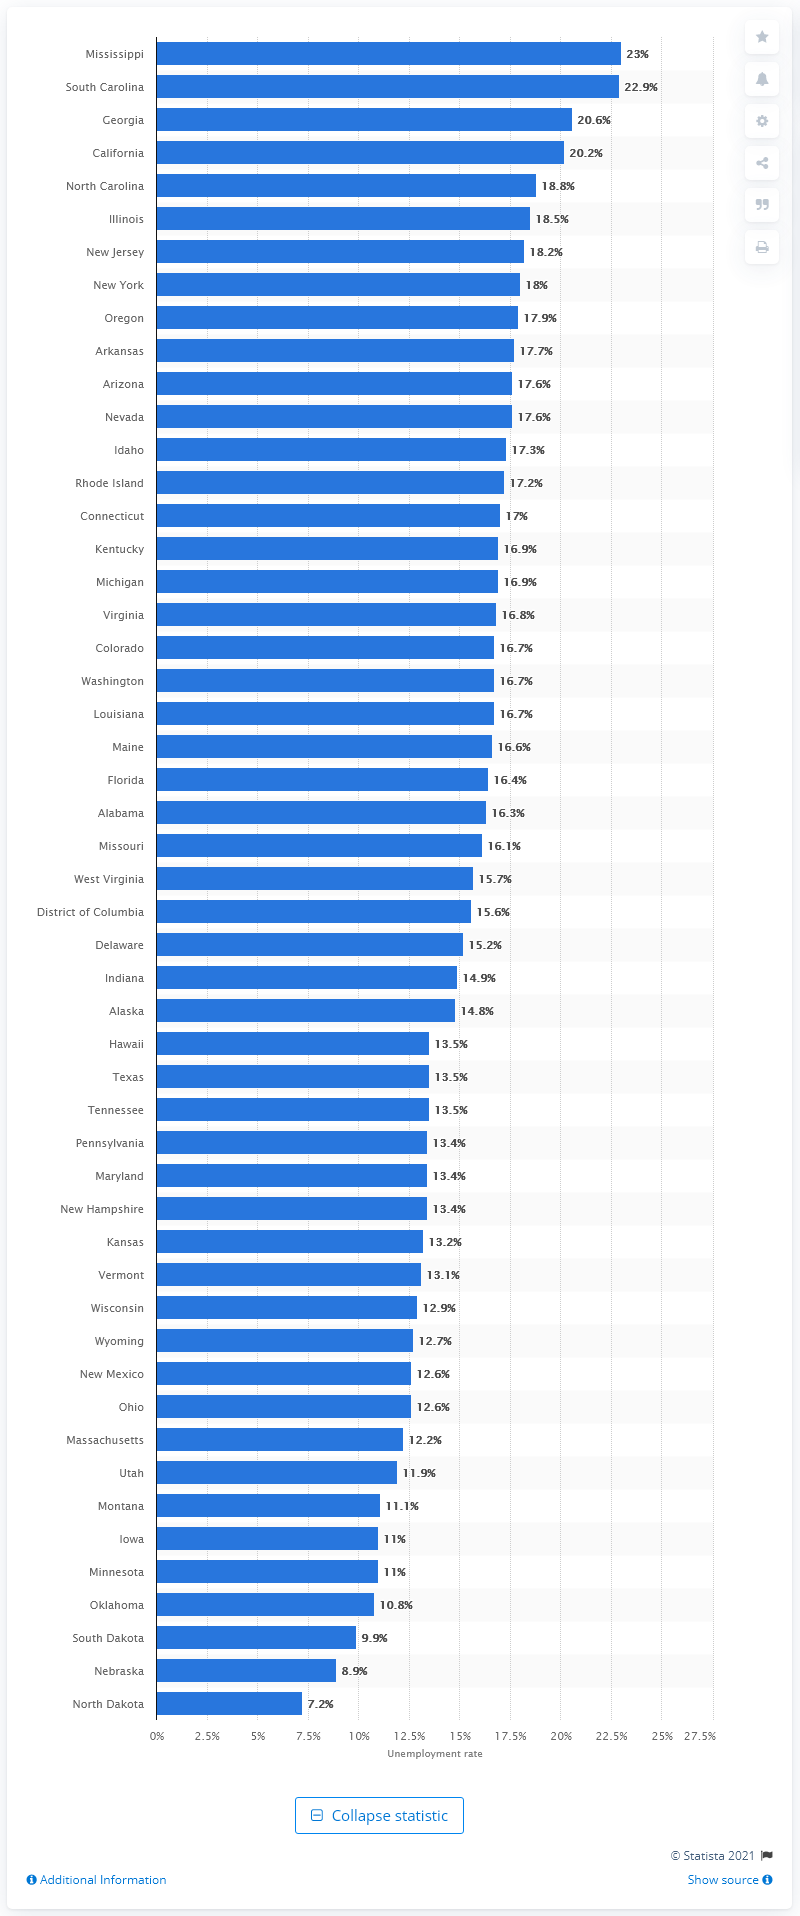 Mississippi 23%
South Carolina 22.9%
Georgia 20.6%
California 20.2%
North Carolina 18.8%
Illinois 18.5%
New Jersey 18.2%
New York 18%
Oregon 17.9%
Arkansas 17.7%
Arizona 17.6%
Nevada 17.6%
Idaho 17.3%
Rhode Island 17.2%
Connecticut 17%
Kentucky 16.9%
Michigan 16.9%
Virginia 16.8%
Colorado 16.7%
Washington 16.7%
Louisiana 16.7%
Maine 16.6%
Florida 16.4%
Alabama 16.3%
Missouri 16.1%
West Virginia 15.7%
District of Columbia 15.6%
Delaware 15.2%
Indiana 14.9%
Alaska 14.8%
Hawaii 13.5%
Texas 13.5%
Tennessee 13.5%
Pennsylvania 13.4%
Maryland 13.4%
New Hampshire 13.4%
Kansas 13.2%
Vermont 13.1%
Wisconsin 12.9%
Wyoming 12.7%
New Mexico 12.6%
Ohio 12.6%
Massachusetts 12.2%
Utah 11.9%
Montana 11.1%
Iowa 11%
Minnesota 11%
Oklahoma 10.8%
South Dakota 9.9%
Nebraska 8.9%
North Dakota 7.2%
0% 2.5% 5% 7.5% 10% 12.5% 15% 17.5% 20% 22.5% 25% 27.5%
Unemployment rate
Collapse statistic
© Statista 2021
Additional Information Show source